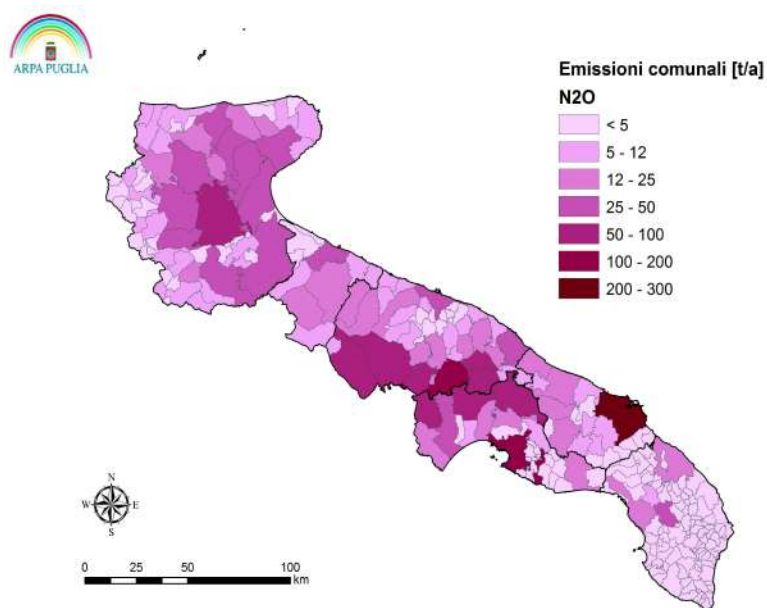 ARPA PUGLIA
Emissioni comunali [t/a]
N2O
< 5
5 - 12
12 - 25
25 - 50
50 - 100
100 - 200
200 - 300
N
W E
S
0 25 50 100
km